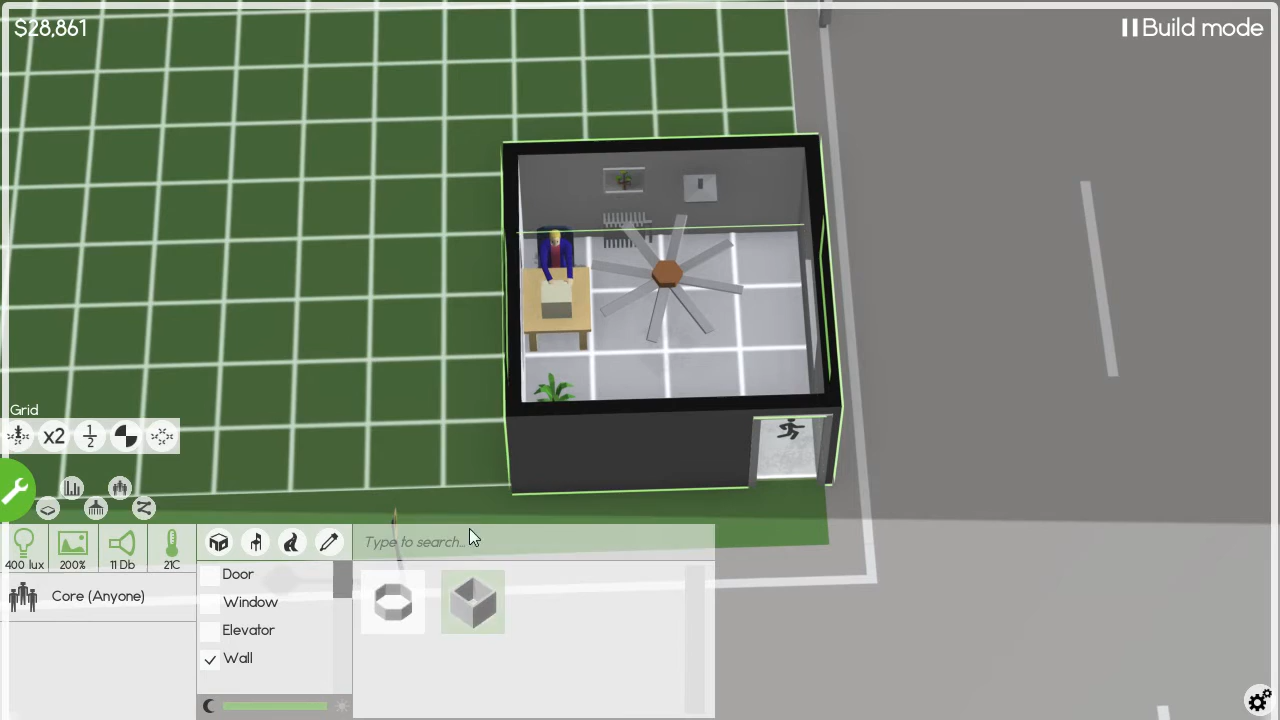 $28,861
Build mode
Grid
x2
1/2
400 lux
200%
11 Db
21C
Type to search...
Core (Anyone)
Door
Window
Elevator
Wall